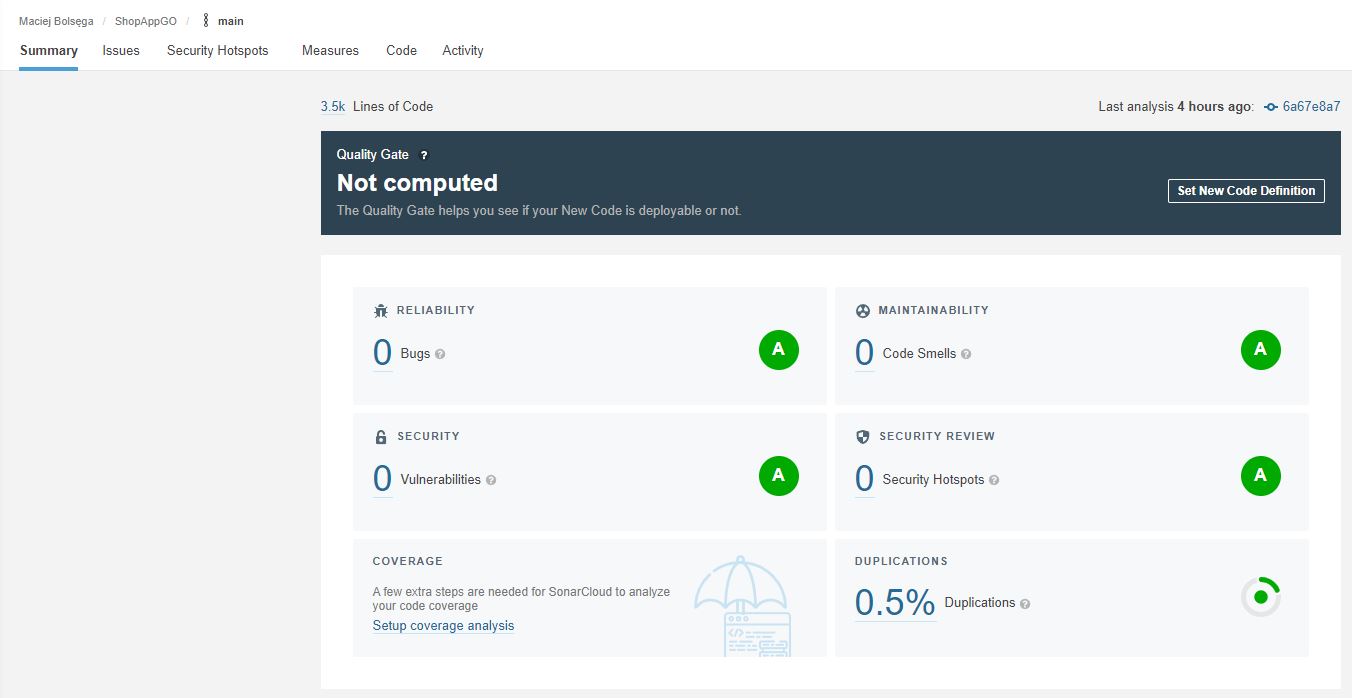 Maciej Bolsęga / ShopAppGO / main
Summary Issues Security Hotspots Measures Code Activity
3.5k Lines of Code
Last analysis 4 hours ago: 6a67e8a7
Quality Gate ?
Not computed
The Quality Gate helps you see if your New Code is deployable or not.
Set New Code Definition
RELIABILITY
0 Bugs ?
A
MAINTAINABILITY
0 Code Smells ?
A
SECURITY
0 Vulnerabilities ?
A
SECURITY REVIEW
0 Security Hotspots ?
A
COVERAGE
A few extra steps are needed for SonarCloud to analyze
your code coverage
Setup coverage analysis
</>
DUPLICATIONS
0.5% Duplications ?